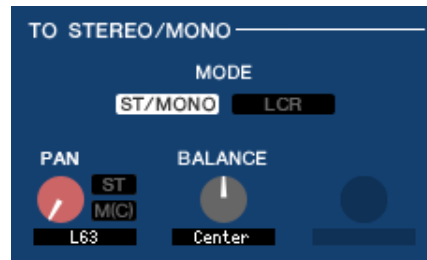 TO STEREO/MONO
MODE
ST/MONO LCR
PAN BALANCE
ST
M(C)
L63 Center